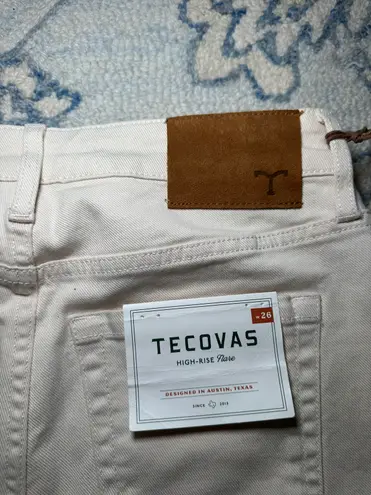 T
26
TECOVAS
HIGH-RISE Flare
DESIGNED IN AUSTIN, TEXAS
SINCE 2015